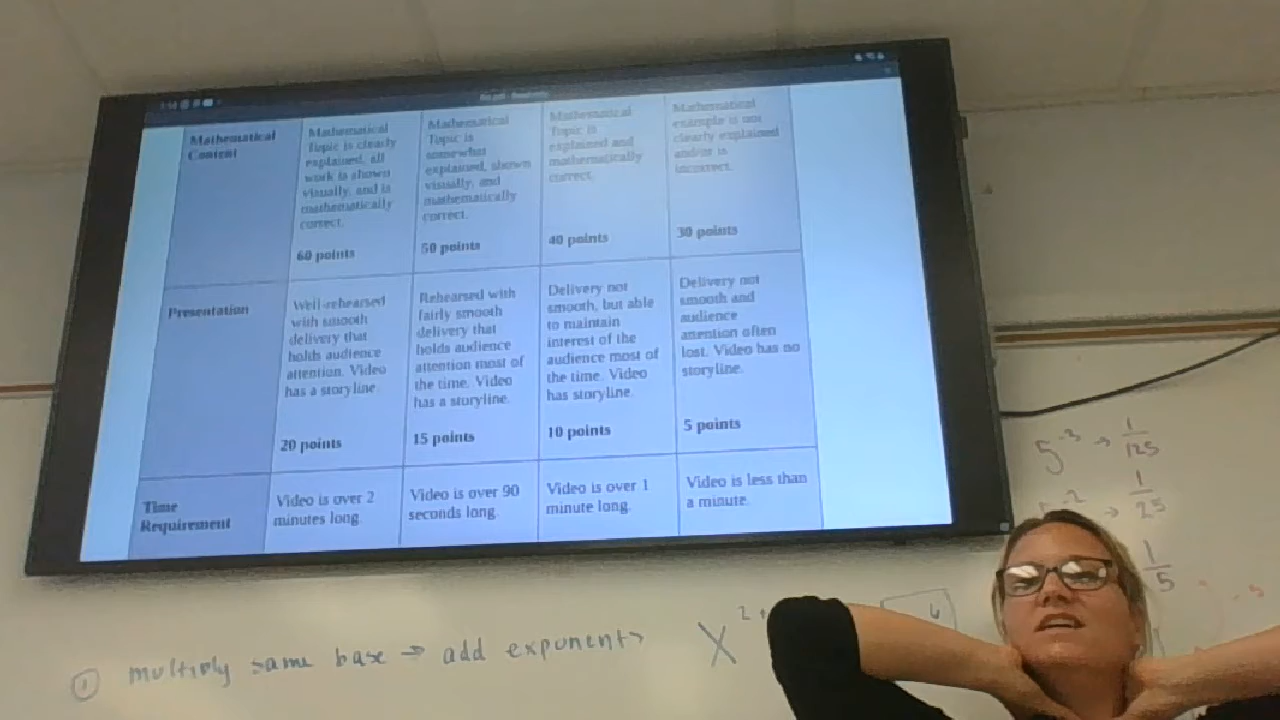 Mathematical
Content
Mathematical
Topic is clearly
explained, all
work is shown
visually, and is
mathematically
correct.
60 points
Mathematical
Topic is
somewhat
explained, shown
visually, and
mathematically
correct.
50 points
Mathematical
Topic is
explained and
mathematically
correct.
40 points
Mathematical
example is not
clearly explained
and/or is
incorrect.
30 points
Presentation
Well-rehearsed
with smooth
delivery that
holds audience
attention. Video
has a storyline.
20 points
Rehearsed with
fairly smooth
delivery that
holds audience
attention most of
the time. Video
has a storyline.
15 points
Delivery not
smooth, but able
to maintain
interest of the
audience most of
the time. Video
has storyline.
10 points
Delivery not
smooth and
audience
attention often
lost. Video has no
storyline.
5 points
Time
Requirement
Video is over 2
minutes long.
Video is over 90
seconds long.
Video is over 1
minute long.
Video is less than
a minute.
5⁻³ → 1/125
⁻² → 1/25
1/5
① multiply same base → add exponents
X²⁺
6